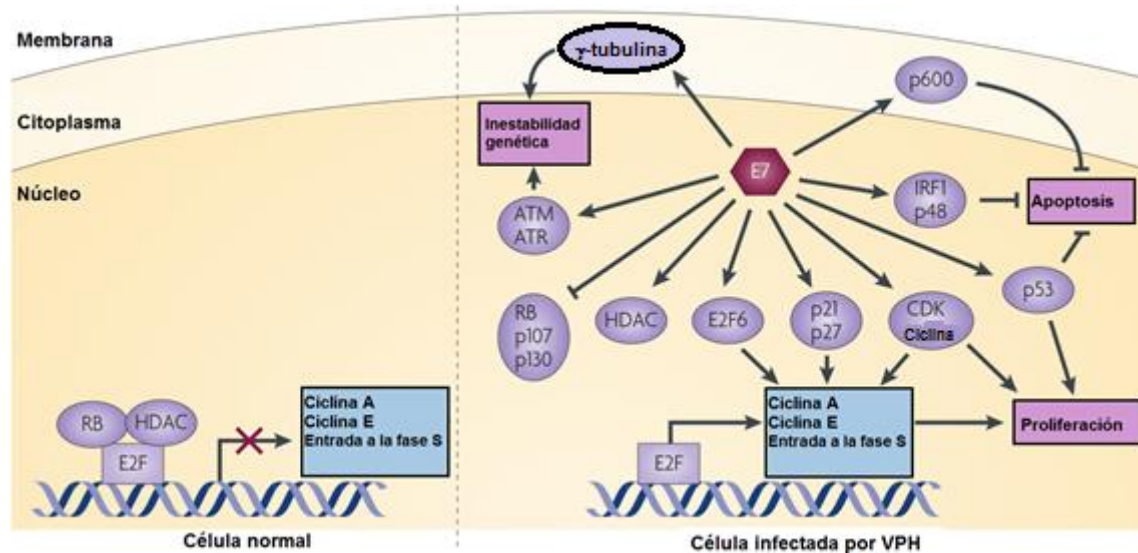 Membrana
Citoplasma
Núcleo
γ-tubulina
p600
Inestabilidad
genética
E7
IRF1
p48
Apoptosis
ATM
ATR
p53
RB
p107
p130
HDAC
E2F6
p21
p27
CDK
Ciclina
RB
HDAC
E2F
Ciclina A
Ciclina E
Entrada a la fase S
E2F
Ciclina A
Ciclina E
Entrada a la fase S
Proliferación
Célula normal
Célula infectada por VPH